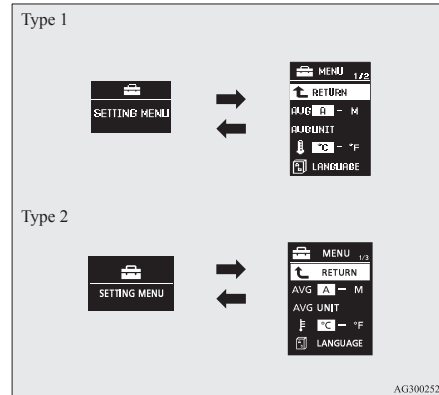 Type 1
SETTING MENU
MENU 1/2
RETURN
AVG A - M
AVG UNIT
°C - °F
LANGUAGE
Type 2
SETTING MENU
MENU 1/3
RETURN
AVG A - M
AVG UNIT
°C - °F
LANGUAGE
AG300252